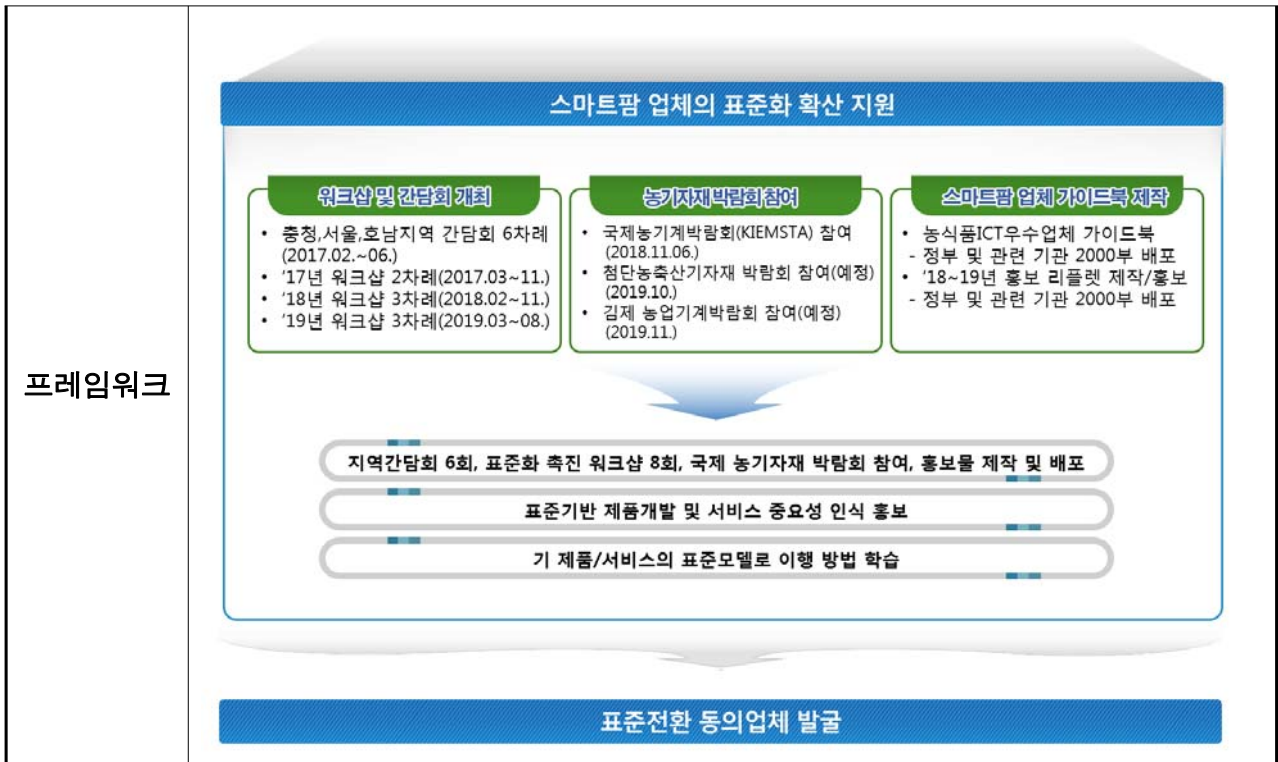 프레임워크
스마트팜 업체의 표준화 확산 지원
워크샵 및 간담회 개최
• 충청,서울,호남지역 간담회 6차례
(2017.02.~06.)
• '17년 워크샵 2차례(2017.03~11.)
• '18년 워크샵 3차례(2018.02~11.)
• '19년 워크샵 3차례(2019.03~08.)
농기자재박람회참여
• 국제농기계박람회(KIEMSTA) 참여
(2018.11.06.)
• 첨단농축산기자재 박람회 참여(예정)
(2019.10.)
• 김제 농업기계박람회 참여(예정)
(2019.11.)
스마트팜 업체 가이드북 제작
• 농식품ICT우수업체 가이드북
- 정부 및 관련 기관 2000부 배포
• '18~19년 홍보 리플렛 제작/홍보
- 정부 및 관련 기관 2000부 배포
지역간담회 6회, 표준화 촉진 워크샵 8회, 국제 농기자재 박람회 참여, 홍보물 제작 및 배포
표준기반 제품개발 및 서비스 중요성 인식 홍보
기 제품/서비스의 표준모델로 이행 방법 학습
표준전환 동의업체 발굴